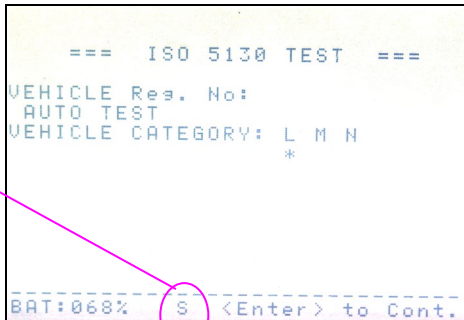 === ISO 5130 TEST ===
VEHICLE Reg. No:
AUTO TEST
VEHICLE CATEGORY: L M N
*
BAT:068% S <Enter> to Cont.